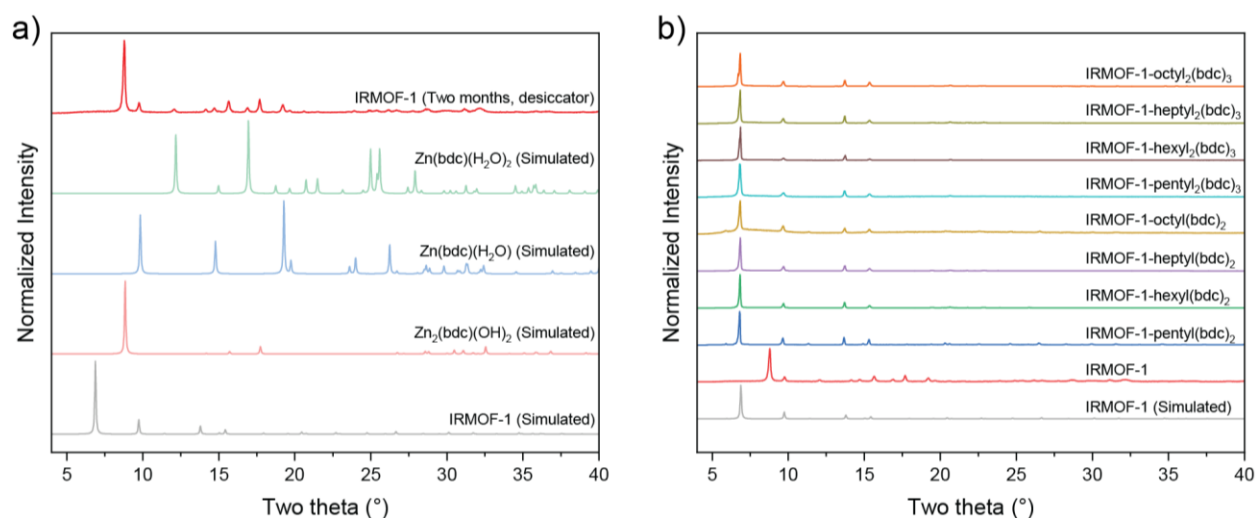 a)
Normalized Intensity
IRMOF-1 (Two months, desiccator)
Zn(bdc)(H₂O)₂ (Simulated)
Zn(bdc)(H₂O) (Simulated)
Zn₂(bdc)(OH)₂ (Simulated)
IRMOF-1 (Simulated)
5 10 15 20 25 30 35 40
Two theta (°)
b)
Normalized Intensity
IRMOF-1-octyl₂(bdc)₃
IRMOF-1-heptyl₂(bdc)₃
IRMOF-1-hexyl₂(bdc)₃
IRMOF-1-pentyl₂(bdc)₃
IRMOF-1-octyl(bdc)₂
IRMOF-1-heptyl(bdc)₂
IRMOF-1-hexyl(bdc)₂
IRMOF-1-pentyl(bdc)₂
IRMOF-1
IRMOF-1 (Simulated)
5 10 15 20 25 30 35 40
Two theta (°)